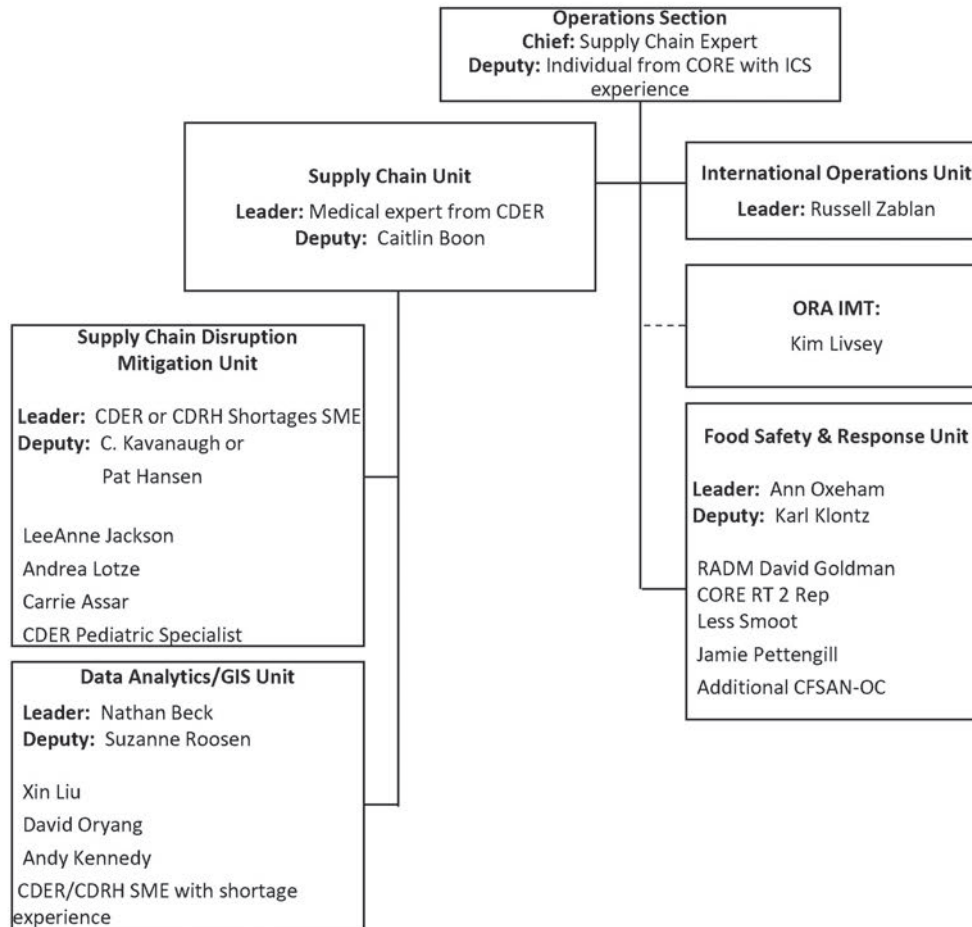 Operations Section
Chief: Supply Chain Expert
Deputy: Individual from CORE with ICS
experience
Supply Chain Unit
Leader: Medical expert from CDER
Deputy: Caitlin Boon
International Operations Unit
Leader: Russell Zablan
ORA IMT:
Kim Livsey
Supply Chain Disruption
Mitigation Unit
Leader: CDER or CDRH Shortages SME
Deputy: C. Kavanaugh or
Pat Hansen
LeeAnne Jackson
Andrea Lotze
Carrie Assar
CDER Pediatric Specialist
Food Safety & Response Unit
Leader: Ann Oxeham
Deputy: Karl Klontz
RADM David Goldman
CORE RT 2 Rep
Less Smoot
Jamie Pettengill
Additional CFSAN-OC
Data Analytics/GIS Unit
Leader: Nathan Beck
Deputy: Suzanne Roosen
Xin Liu
David Oryang
Andy Kennedy
CDER/CDRH SME with shortage
experience